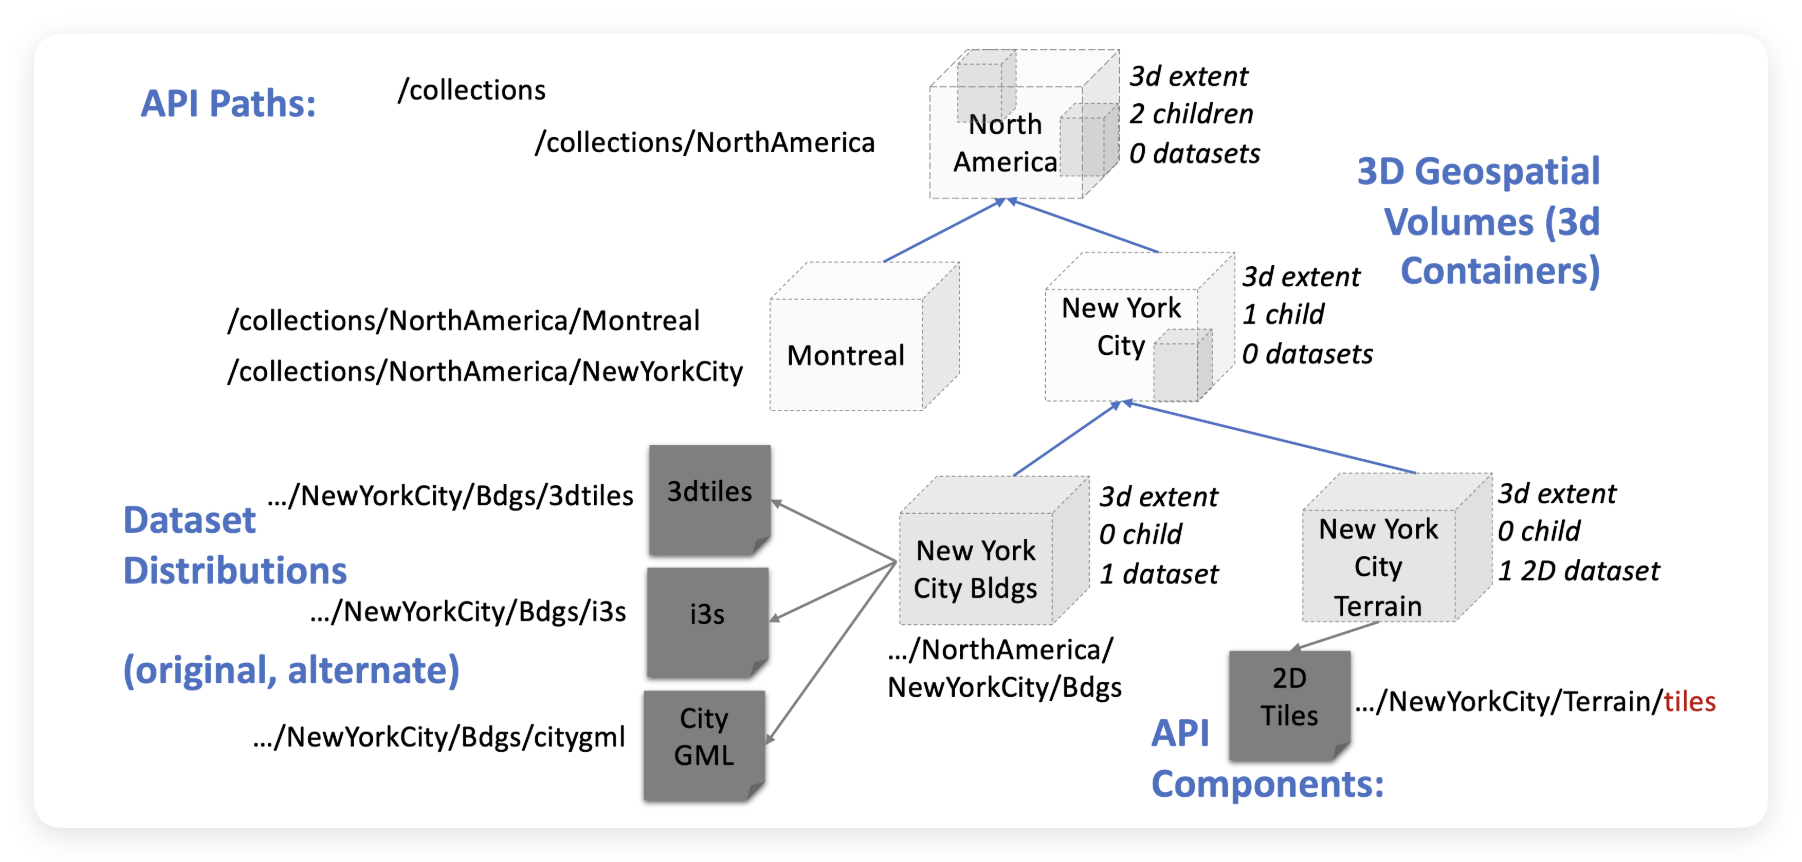 API Paths:
/collections
/collections/NorthAmerica
North
America
3d extent
2 children
0 datasets
3D Geospatial
Volumes (3d
Containers)
/collections/NorthAmerica/Montreal
/collections/NorthAmerica/NewYorkCity
Montreal
New York
City
3d extent
1 child
0 datasets
Dataset
Distributions
(original, alternate)
.../NewYorkCity/Bdgs/3dtiles
3dtiles
.../NewYorkCity/Bdgs/i3s
i3s
.../NewYorkCity/Bdgs/citygml
City
GML
New York
City Bldgs
3d extent
0 child
1 dataset
.../NorthAmerica/
NewYorkCity/Bdgs
New York
City
Terrain
3d extent
0 child
1 2D dataset
2D
Tiles
.../NewYorkCity/Terrain/tiles
API
Components: